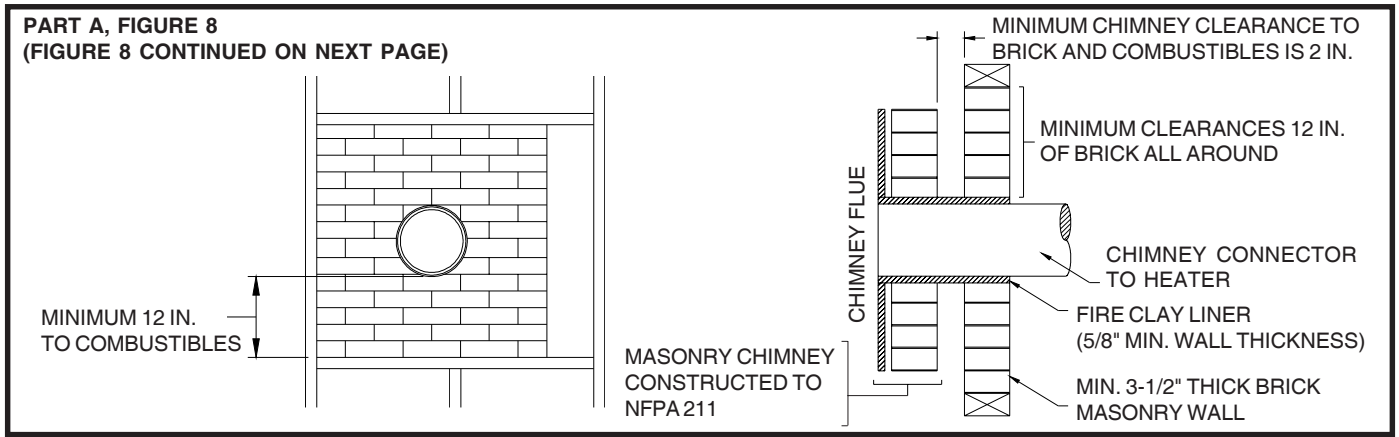 PART A, FIGURE 8
(FIGURE 8 CONTINUED ON NEXT PAGE)
MINIMUM 12 IN.
TO COMBUSTIBLES
MINIMUM CHIMNEY CLEARANCE TO
BRICK AND COMBUSTIBLES IS 2 IN.
MINIMUM CLEARANCES 12 IN.
OF BRICK ALL AROUND
CHIMNEY FLUE
CHIMNEY CONNECTOR
TO HEATER
FIRE CLAY LINER
(5/8" MIN. WALL THICKNESS)
MASONRY CHIMNEY
CONSTRUCTED TO
NFPA 211
MIN. 3-1/2" THICK BRICK
MASONRY WALL